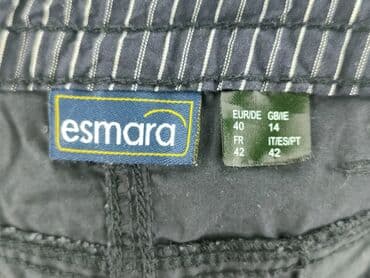 esmara
EUR/DE GB/IE
40 14
FR IT/ES/PT
42 42